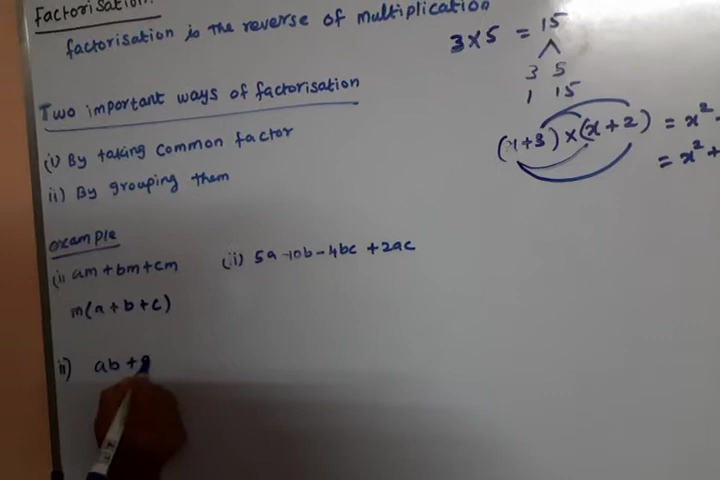 Factorisation:
factorisation is the reverse of multiplication
3 × 5 = 15
3 5
1 15
Two important ways of factorisation
(i) By taking common factor
ii) By grouping them
(x+3) × (x+2) = x²
= x² +
example
(i) am + bm + cm
m(a + b + c)
(ii) 5a - 10b - 4bc + 2ac
ii) ab +